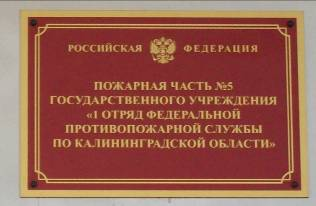 РОССИЙСКАЯ ФЕДЕРАЦИЯ
ПОЖАРНАЯ ЧАСТЬ №5
ГОСУДАРСТВЕННОГО УЧРЕЖДЕНИЯ
«1 ОТРЯД ФЕДЕРАЛЬНОЙ
ПРОТИВОПОЖАРНОЙ СЛУЖБЫ
ПО КАЛИНИНГРАДСКОЙ ОБЛАСТИ»